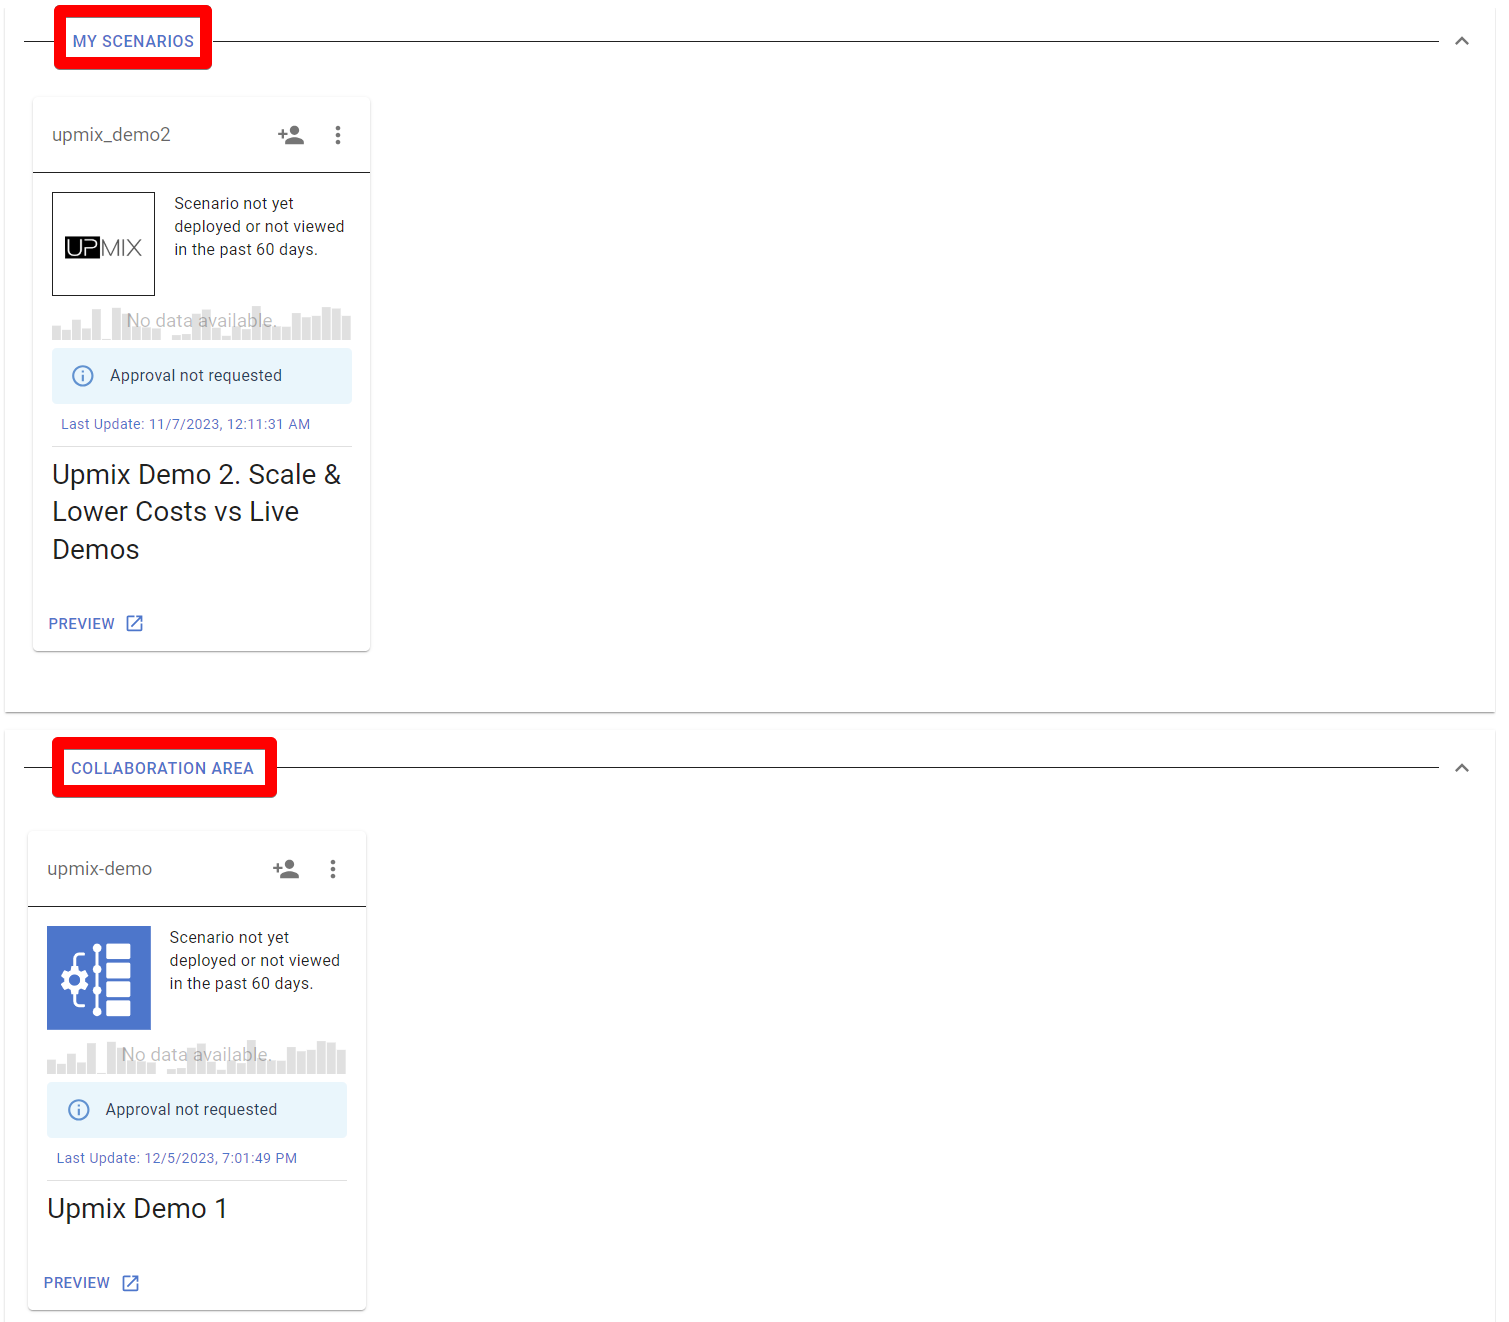 MY SCENARIOS
upmix_demo2
UPMIX
Scenario not yet
deployed or not viewed
in the past 60 days.
No data available.
Approval not requested
Last Update: 11/7/2023, 12:11:31 AM
Upmix Demo 2. Scale &
Lower Costs vs Live
Demos
PREVIEW
COLLABORATION AREA
upmix-demo
Scenario not yet
deployed or not viewed
in the past 60 days.
No data available.
Approval not requested
Last Update: 12/5/2023, 7:01:49 PM
Upmix Demo 1
PREVIEW